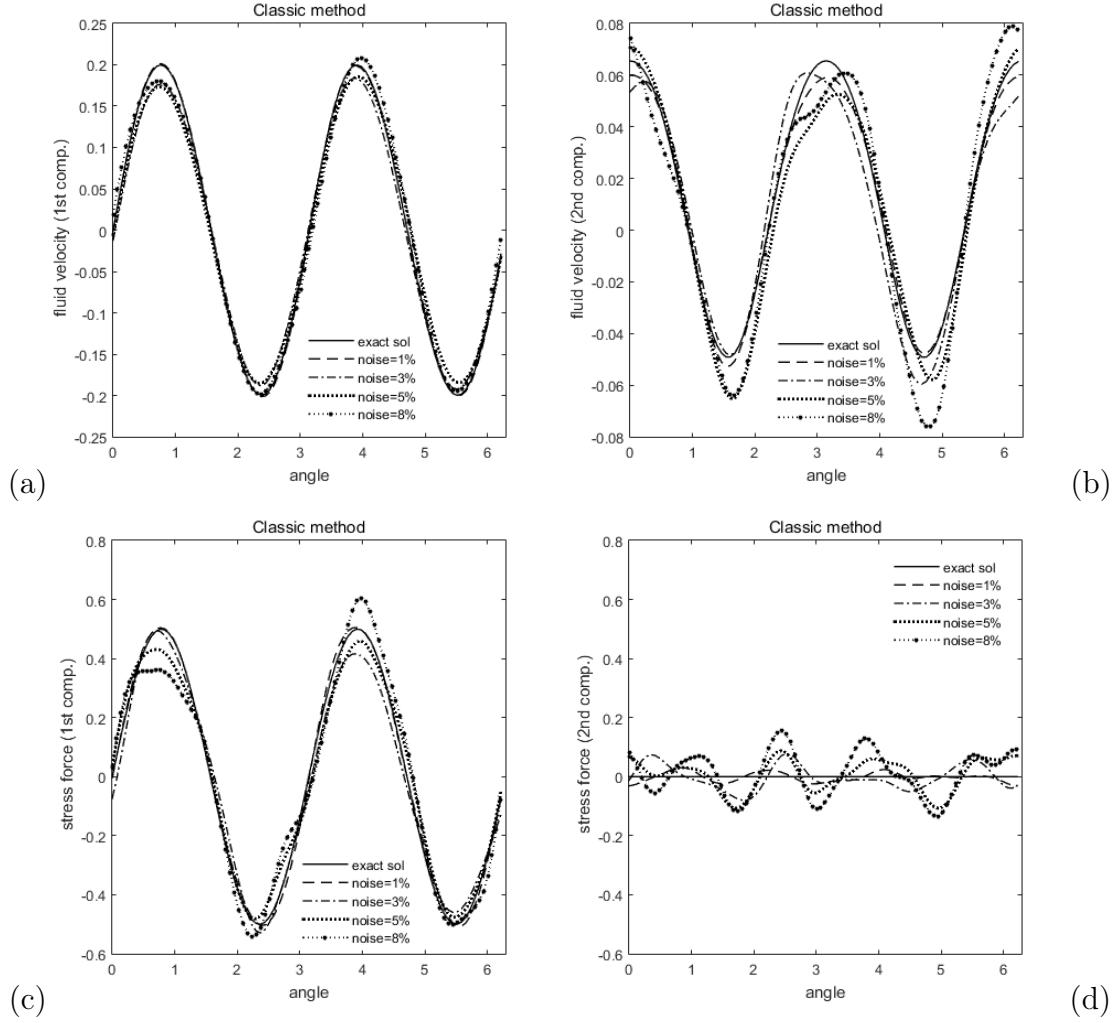 Classic method
0.25
0.2
0.15
0.1
0.05
0
-0.05
-0.1
-0.15
-0.2
-0.25
fluid velocity (1st comp.)
exact sol
noise=1%
noise=3%
noise=5%
noise=8%
0 1 2 3 4 5 6
angle
(a)
Classic method
0.08
0.06
0.04
0.02
0
-0.02
-0.04
-0.06
-0.08
fluid velocity (2nd comp.)
exact sol
noise=1%
noise=3%
noise=5%
noise=8%
0 1 2 3 4 5 6
angle
(b)
Classic method
0.8
0.6
0.4
0.2
0
-0.2
-0.4
-0.6
stress force (1st comp.)
exact sol
noise=1%
noise=3%
noise=5%
noise=8%
0 1 2 3 4 5 6
angle
(c)
Classic method
0.8
0.6
0.4
0.2
0
-0.2
-0.4
-0.6
stress force (2nd comp.)
exact sol
noise=1%
noise=3%
noise=5%
noise=8%
0 1 2 3 4 5 6
angle
(d)